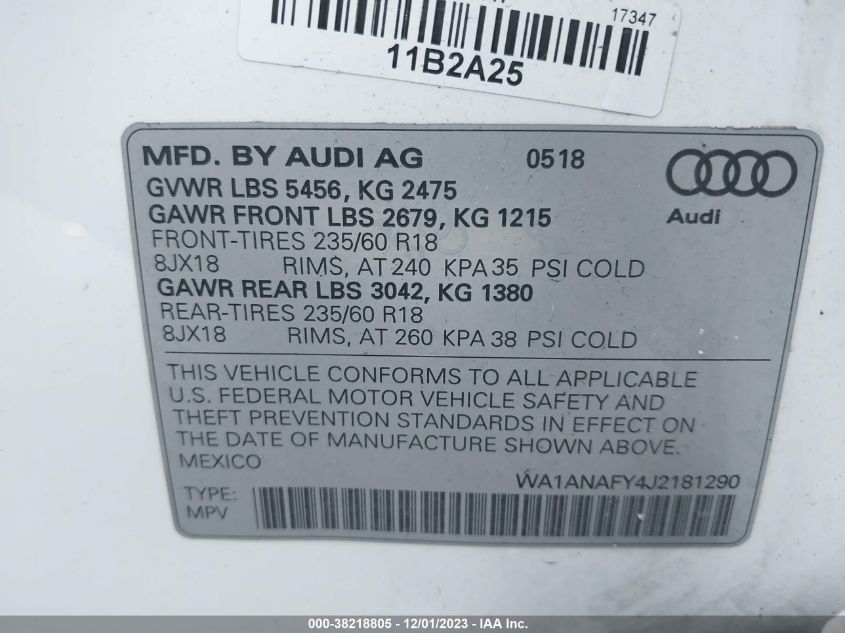 17347
11B2A25
MFD. BY AUDI AG 0518
GVWR LBS 5456, KG 2475
GAWR FRONT LBS 2679, KG 1215
Audi
FRONT-TIRES 235/60 R18
8JX18 RIMS, AT 240 KPA 35 PSI COLD
GAWR REAR LBS 3042, KG 1380
REAR-TIRES 235/60 R18
8JX18 RIMS, AT 260 KPA 38 PSI COLD
THIS VEHICLE CONFORMS TO ALL APPLICABLE
U.S. FEDERAL MOTOR VEHICLE SAFETY AND
THEFT PREVENTION STANDARDS IN EFFECT ON
THE DATE OF MANUFACTURE SHOWN ABOVE.
MEXICO
WA1ANAFY4J2181290
TYPE:
MPV
000-38218805 - 12/01/2023 - IAA Inc.